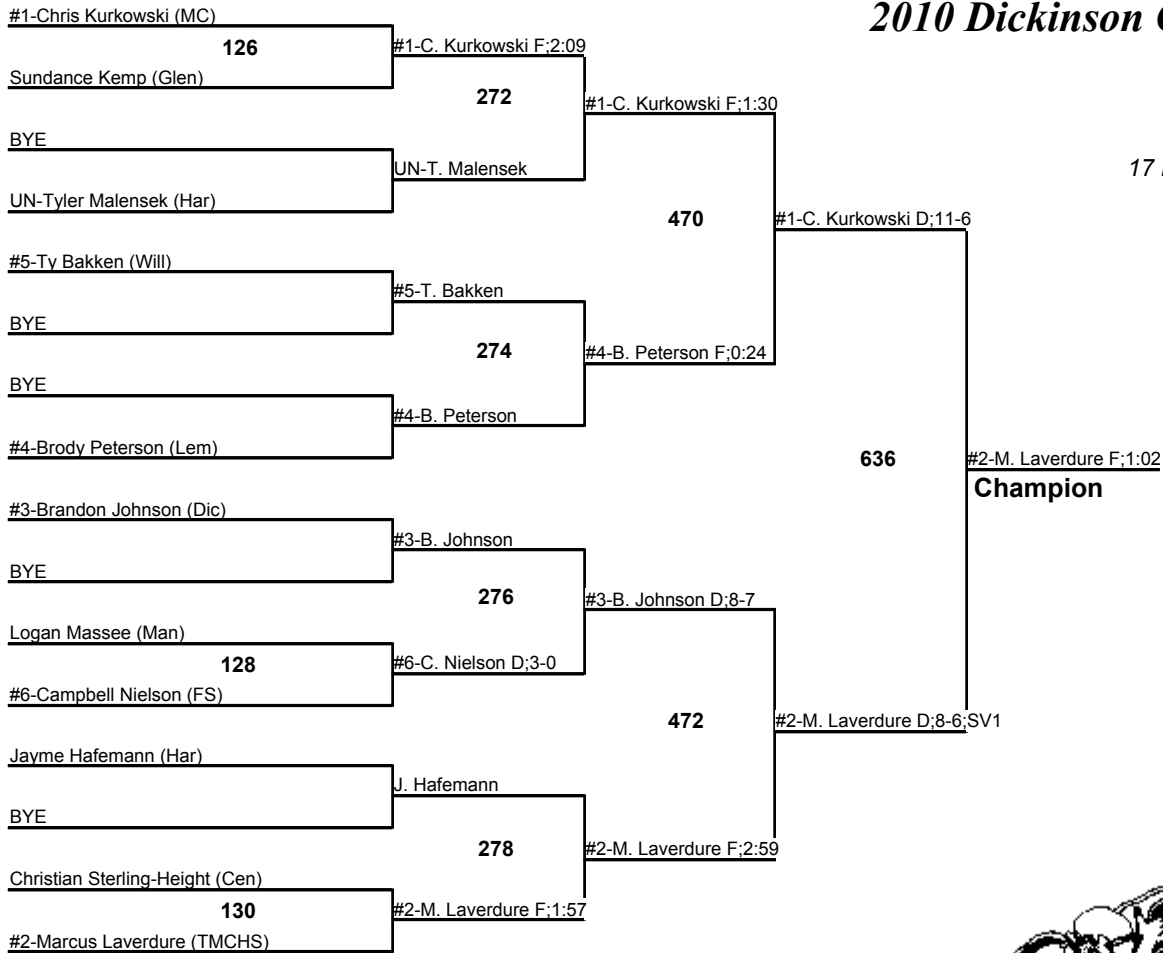 2010 Dickinson
17
#1-Chris Kurkowski (MC)
126
Sundance Kemp (Glen)
#1-C. Kurkowski F;2:09
272
BYE
UN-T. Malensek
UN-Tyler Malensek (Har)
#1-C. Kurkowski F;1:30
470
#5-Ty Bakken (Will)
#5-T. Bakken
BYE
274
BYE
#4-B. Peterson
#4-Brody Peterson (Lem)
#4-B. Peterson F;0:24
#1-C. Kurkowski D;11-6
636
#2-M. Laverdure F;1:02
Champion
#3-Brandon Johnson (Dic)
#3-B. Johnson
BYE
276
Logan Massee (Man)
128
#6-C. Nielson D;3-0
#6-Campbell Nielson (FS)
#3-B. Johnson D;8-7
472
#2-M. Laverdure D;8-6;SV1
Jayme Hafemann (Har)
J. Hafemann
BYE
278
#2-M. Laverdure F;2:59
Christian Sterling-Height (Cen)
130
#2-M. Laverdure F;1:57
#2-Marcus Laverdure (TMCHS)